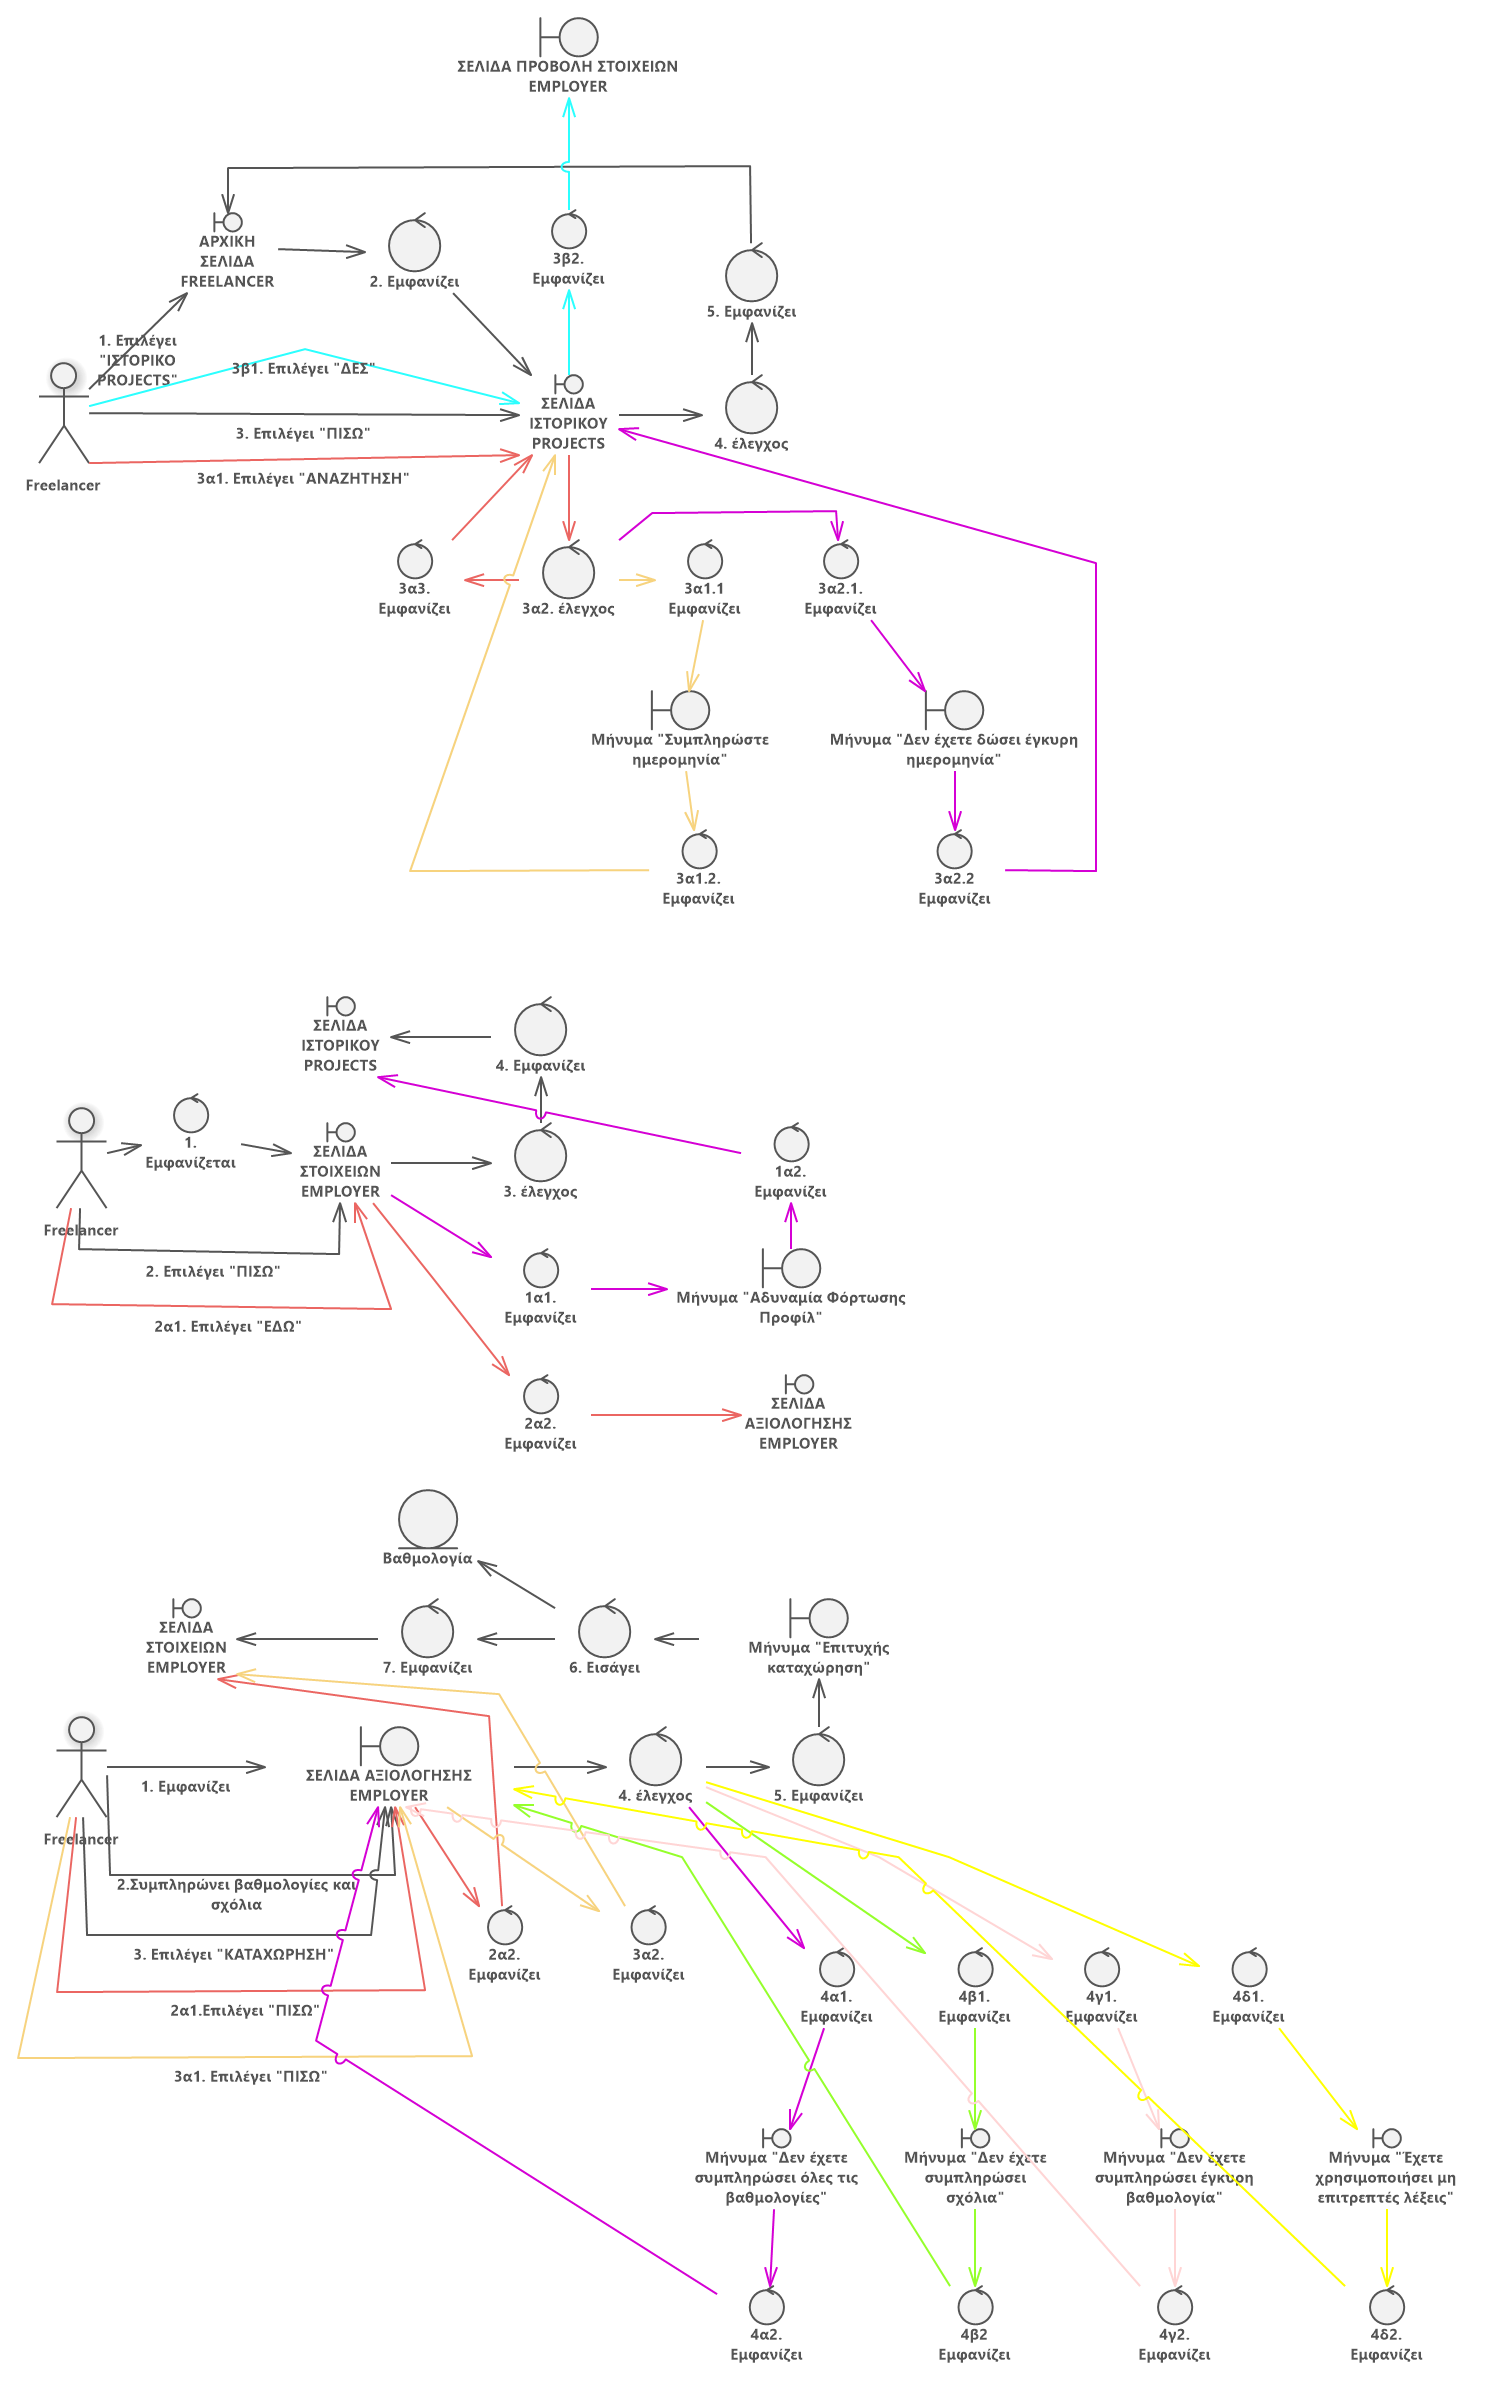 ΣΕΛΙΔΑ ΠΡΟΒΟΛΗ ΣΤΟΙΧΕΙΩΝ
EMPLOYER
ΑΡΧΙΚΗ
ΣΕΛΙΔΑ
FREELANCER
2. Εμφανίζει
3β2.
Εμφανίζει
5. Εμφανίζει
1. Επιλέγει
"ΙΣΤΟΡΙΚΟ
PROJECTS"
3β1. Επιλέγει "ΔΕΣ"
ΣΕΛΙΔΑ
ΙΣΤΟΡΙΚΟΥ
PROJECTS
3. Επιλέγει "ΠΙΣΩ"
4. έλεγχος
3α1. Επιλέγει "ΑΝΑΖΗΤΗΣΗ"
Freelancer
3α3.
Εμφανίζει
3α2. έλεγχος
3α1.1
Εμφανίζει
3α2.1.
Εμφανίζει
Μήνυμα "Συμπληρώστε
ημερομηνία"
Μήνυμα "Δεν έχετε δώσει έγκυρη
ημερομηνία"
3α1.2.
Εμφανίζει
3α2.2
Εμφανίζει
ΣΕΛΙΔΑ
ΙΣΤΟΡΙΚΟΥ
PROJECTS
4. Εμφανίζει
1.
Εμφανίζεται
ΣΕΛΙΔΑ
ΣΤΟΙΧΕΙΩΝ
EMPLOYER
3. έλεγχος
1α2.
Εμφανίζει
Freelancer
2. Επιλέγει "ΠΙΣΩ"
1α1.
Εμφανίζει
Μήνυμα "Αδυναμία Φόρτωσης
Προφίλ"
2α1. Επιλέγει "ΕΔΩ"
2α2.
Εμφανίζει
ΣΕΛΙΔΑ
ΑΞΙΟΛΟΓΗΣΗΣ
EMPLOYER
Βαθμολογία
ΣΕΛΙΔΑ
ΣΤΟΙΧΕΙΩΝ
EMPLOYER
7. Εμφανίζει
6. Εισάγει
Μήνυμα "Επιτυχής
καταχώρηση"
1. Εμφανίζει
ΣΕΛΙΔΑ ΑΞΙΟΛΟΓΗΣΗΣ
EMPLOYER
4. έλεγχος
5. Εμφανίζει
Freelancer
2.Συμπληρώνει βαθμολογίες και
σχόλια
3. Επιλέγει "ΚΑΤΑΧΩΡΗΣΗ"
2α2.
Εμφανίζει
3α2.
Εμφανίζει
2α1.Επιλέγει "ΠΙΣΩ"
4α1.
Εμφανίζει
4β1.
Εμφανίζει
4γ1.
Εμφανίζει
4δ1.
Εμφανίζει
3α1. Επιλέγει "ΠΙΣΩ"
Μήνυμα "Δεν έχετε
συμπληρώσει όλες τις
βαθμολογίες"
Μήνυμα "Δεν έχετε
συμπληρώσει
σχόλια"
Μήνυμα "Δεν έχετε
συμπληρώσει έγκυρη
βαθμολογία"
Μήνυμα "Έχετε
χρησιμοποιήσει μη
επιτρεπτές λέξεις"
4α2.
Εμφανίζει
4β2
Εμφανίζει
4γ2.
Εμφανίζει
4δ2.
Εμφανίζει